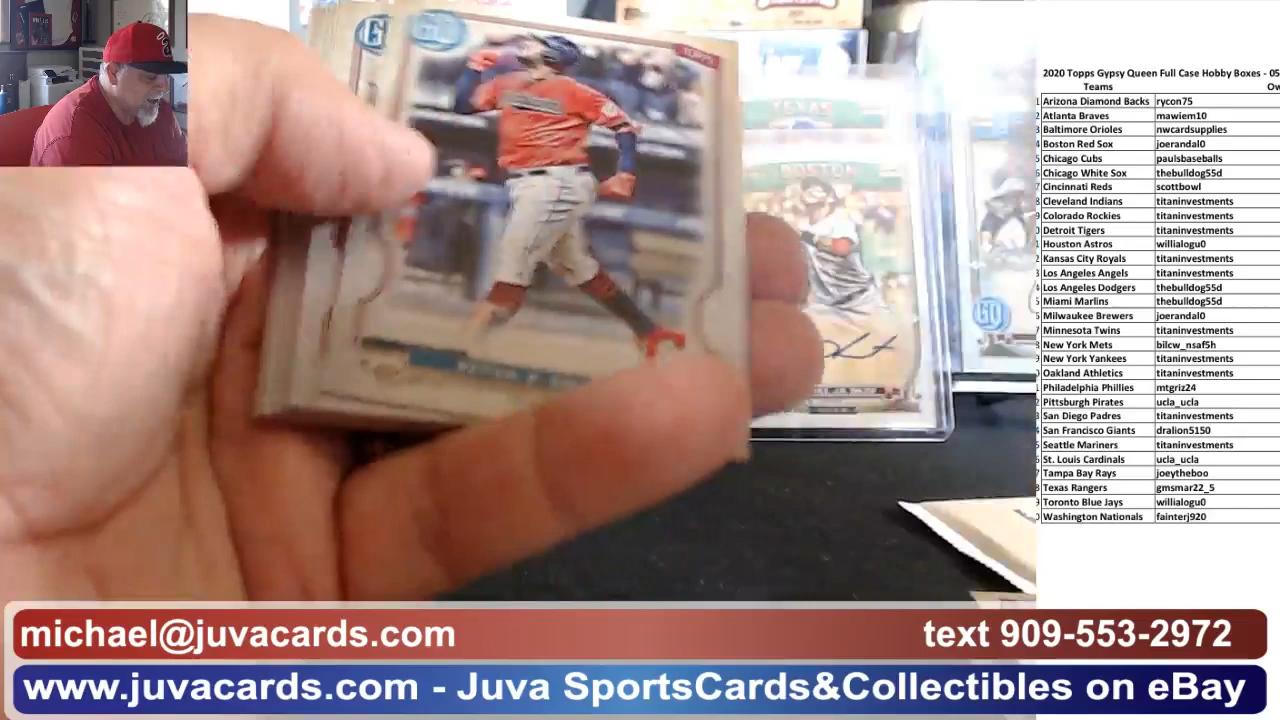 2020 Topps Gypsy Queen Full Case Hobby Boxes - 05
Teams Ow
Arizona Diamond Backs rycon75
Atlanta Braves mawiem10
Baltimore Orioles nwcardsupplies
Boston Red Sox joerandal0
Chicago Cubs paulsbaseballs
Chicago White Sox thebulldog55d
Cincinnati Reds scottbowl
Cleveland Indians titaninvestments
Colorado Rockies titaninvestments
Detroit Tigers titaninvestments
Houston Astros willialogu0
Kansas City Royals titaninvestments
Los Angeles Angels titaninvestments
Los Angeles Dodgers thebulldog55d
Miami Marlins thebulldog55d
Milwaukee Brewers joerandal0
Minnesota Twins titaninvestments
New York Mets bilcw_nsaf5h
New York Yankees titaninvestments
Oakland Athletics titaninvestments
Philadelphia Phillies mtgriz24
Pittsburgh Pirates ucla_ucla
San Diego Padres titaninvestments
San Francisco Giants dralion5150
Seattle Mariners titaninvestments
St. Louis Cardinals ucla_ucla
Tampa Bay Rays joeytheboo
Texas Rangers gmsmar22_5
Toronto Blue Jays willialogu0
Washington Nationals fainterj920
TOPPS
TEXAS
BOSTON
GQ
michael@juvacards.com
text 909-553-2972
www.juvacards.com - Juva SportsCards&Collectibles on eBay